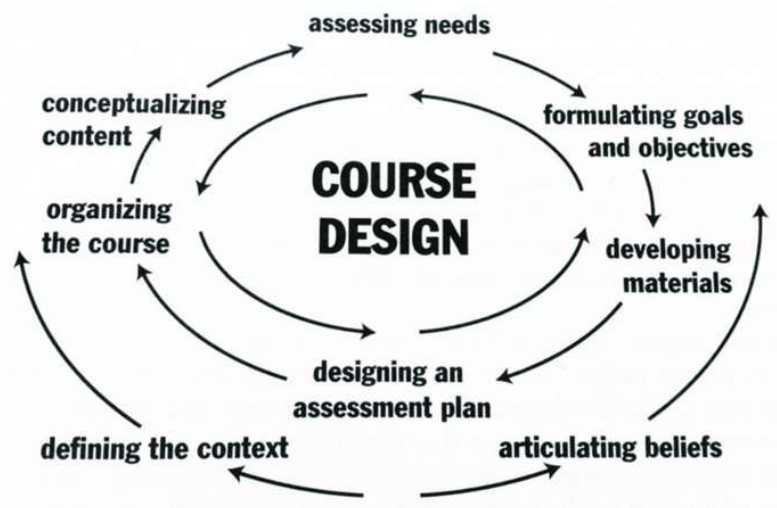 assessing needs
conceptualizing
content
formulating goals
and objectives
COURSE
DESIGN
organizing
the course
developing
materials
designing an
assessment plan
defining the context
articulating beliefs